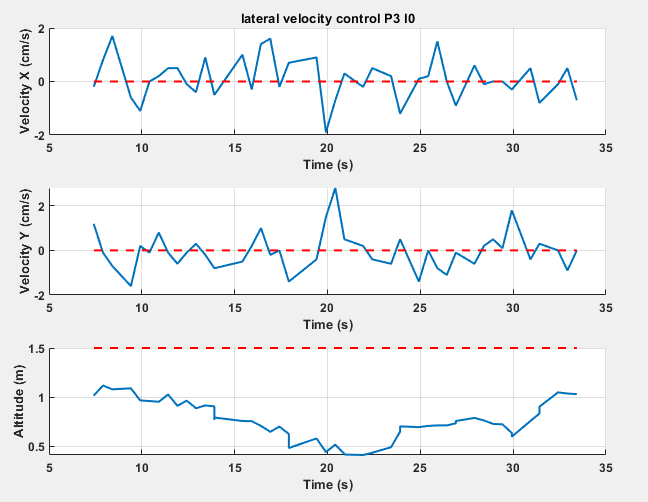 lateral velocity control P3 I0
2
0
-2
Velocity X (cm/s)
5 10 15 20 25 30 35
Time (s)
2
0
-2
Velocity Y (cm/s)
5 10 15 20 25 30 35
Time (s)
1.5
1
0.5
Altitude (m)
5 10 15 20 25 30 35
Time (s)